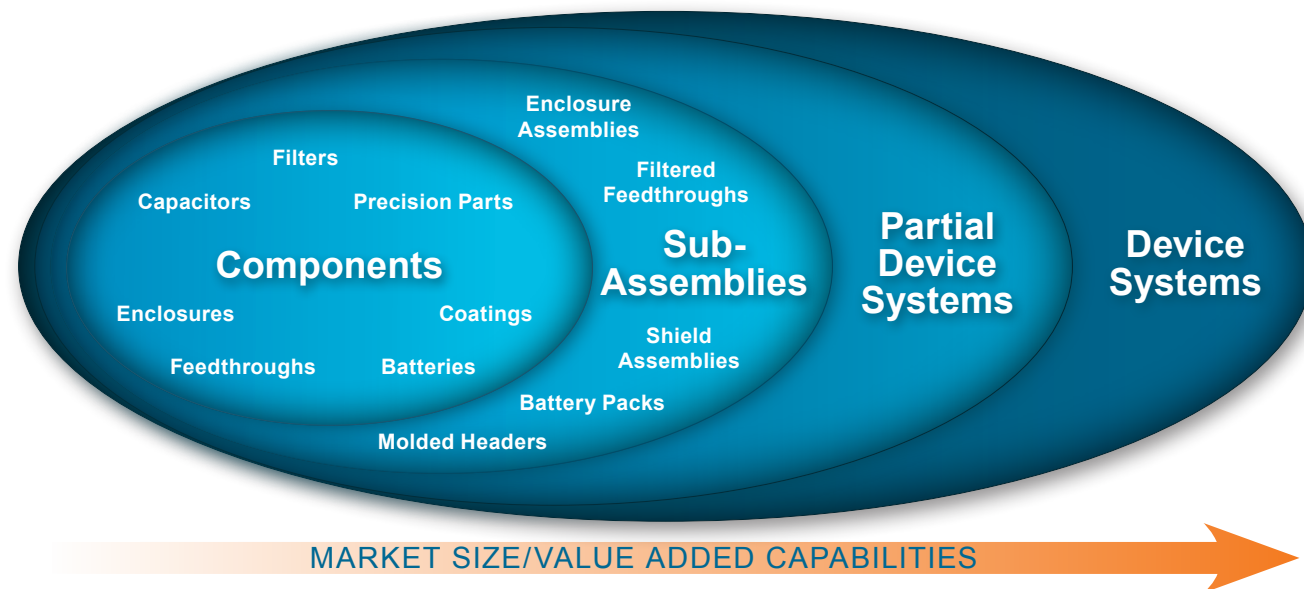 Filters
Capacitors
Precision Parts
Components
Enclosures
Coatings
Feedthroughs
Batteries
Enclosure
Assemblies
Filtered
Feedthroughs
Sub-
Assemblies
Shield
Assemblies
Battery Packs
Molded Headers
Partial
Device
Systems
Device
Systems
MARKET SIZE/VALUE ADDED CAPABILITIES